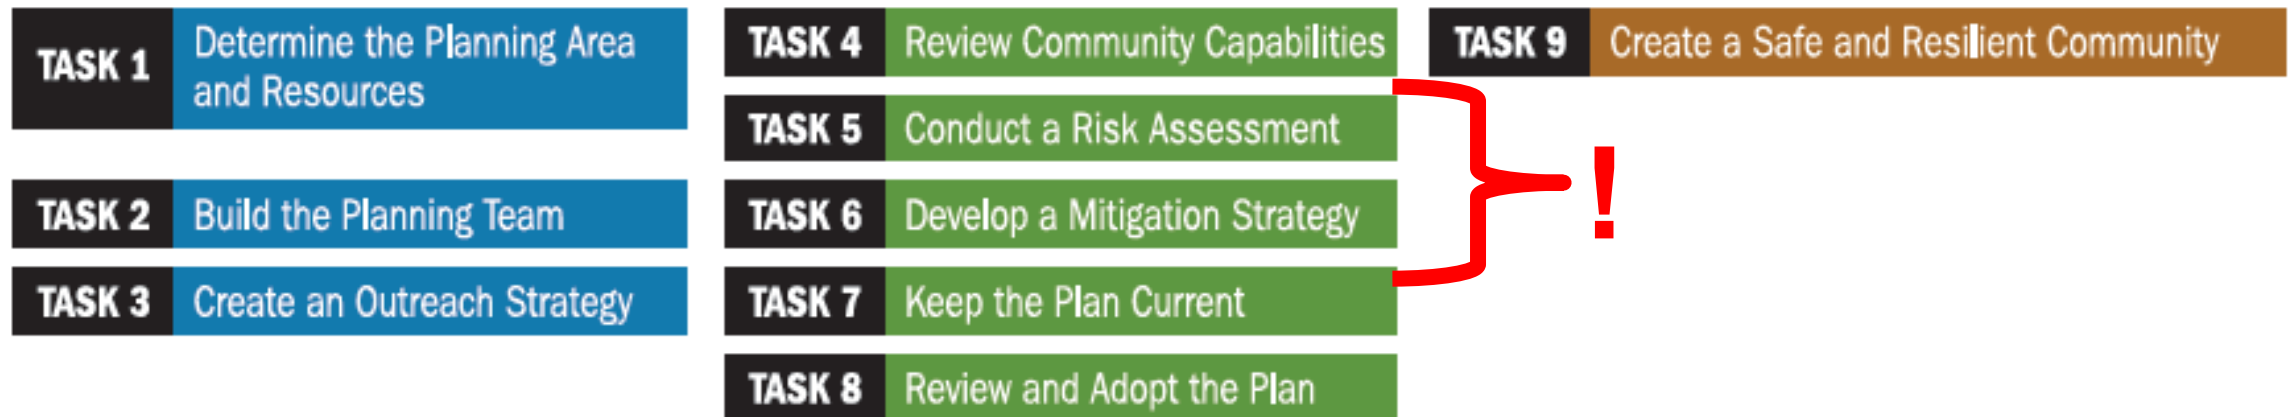 TASK 1 Determine the Planning Area
and Resources
TASK 2 Build the Planning Team
TASK 3 Create an Outreach Strategy
TASK 4 Review Community Capabilities
TASK 5 Conduct a Risk Assessment
TASK 6 Develop a Mitigation Strategy
TASK 7 Keep the Plan Current
TASK 8 Review and Adopt the Plan
!
TASK 9 Create a Safe and Resilient Community